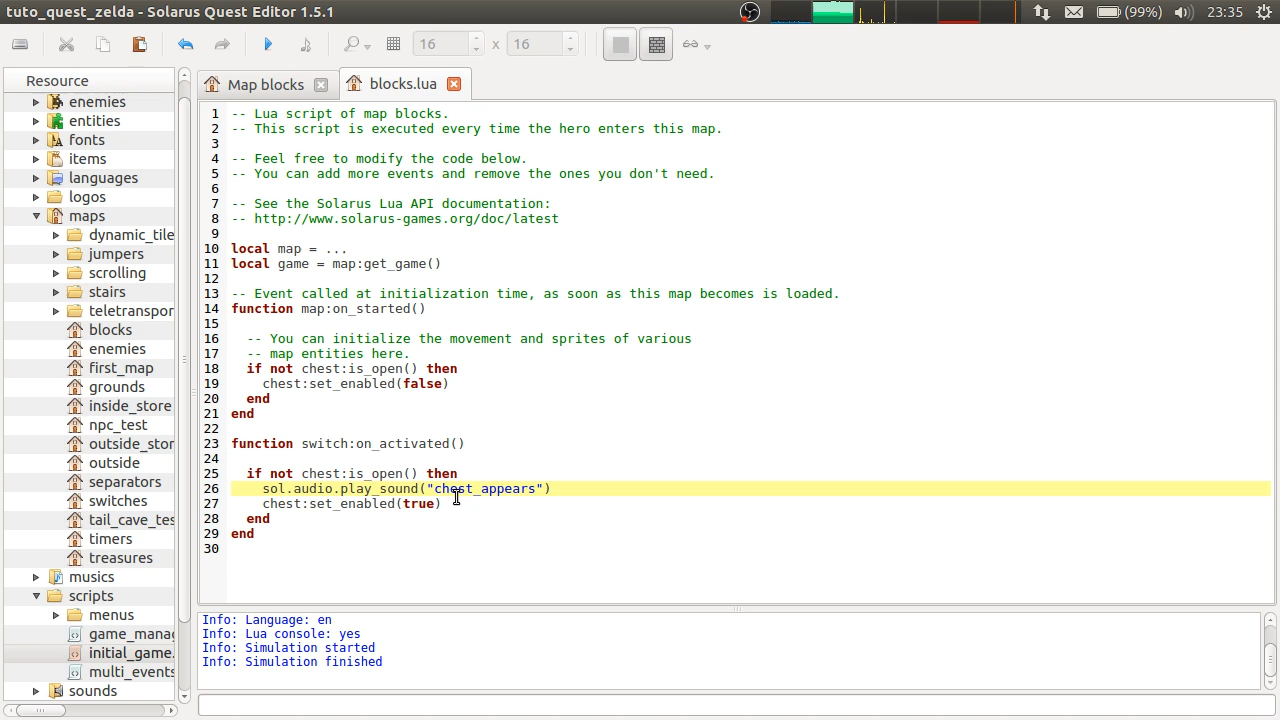 tuto_quest_zelda - Solarus Quest Editor 1.5.1
(99%)
23:35
16
x
16
Resource
enemies
entities
fonts
items
languages
logos
maps
dynamic_tile
jumpers
scrolling
stairs
teletranspor
blocks
enemies
first_map
grounds
inside_store
npc_test
outside_stor
outside
separators
switches
tail_cave_tes
timers
treasures
musics
scripts
menus
game_manag
initial_game.
multi_events
sounds
Map blocks
blocks.lua
1 -- Lua script of map blocks.
2 -- This script is executed every time the hero enters this map.
3
4 -- Feel free to modify the code below.
5 -- You can add more events and remove the ones you don't need.
6
7 -- See the Solarus Lua API documentation:
8 -- http://www.solarus-games.org/doc/latest
9
10 local map = ...
11 local game = map:get_game()
12
13 -- Event called at initialization time, as soon as this map becomes is loaded.
14 function map:on_started()
15
16   -- You can initialize the movement and sprites of various
17   -- map entities here.
18   if not chest:is_open() then
19     chest:set_enabled(false)
20   end
21 end
22
23 function switch:on_activated()
24
25   if not chest:is_open() then
26     sol.audio.play_sound("chest_appears")
27     chest:set_enabled(true)
28   end
29 end
30
Info: Language: en
Info: Lua console: yes
Info: Simulation started
Info: Simulation finished